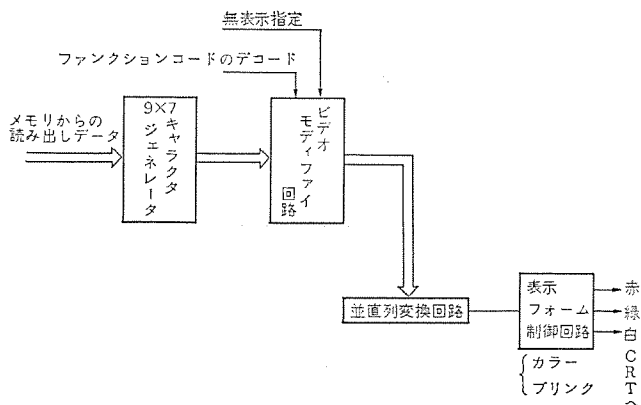 無表示指定
ファンクションコードのデコード
メモリからの
読み出しデータ
9×7
キャラクタ
ジェネレータ
ビデオ
モディファイ
回路
並直列変換回路
表示
フォーム
制御回路
赤
緑
白
カラー
ブリンク
CRT